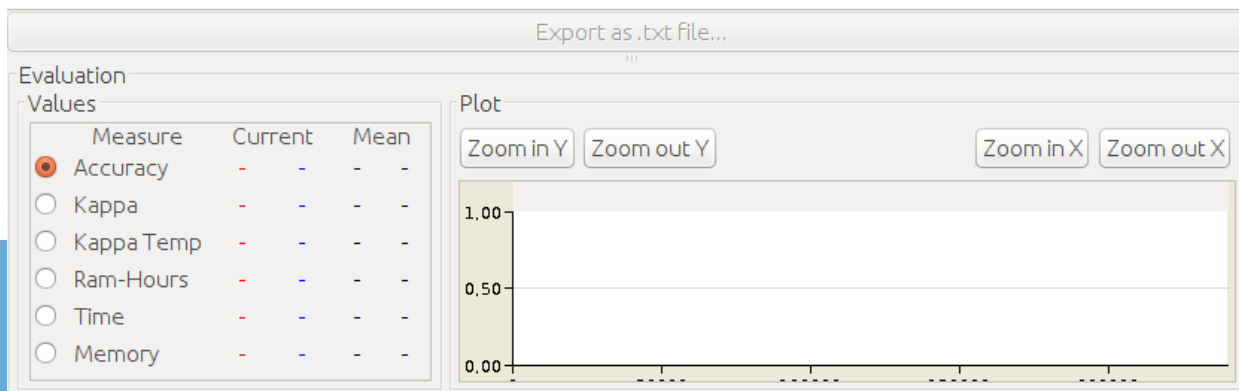 Export as .txt file...
Evaluation
Values
Measure Current Mean
Accuracy - - - -
Kappa - - - -
Kappa Temp - - - -
Ram-Hours - - - -
Time - - - -
Memory - - - -
Plot
Zoom in Y Zoom out Y Zoom in X Zoom out X
1,00
0,50
0,00